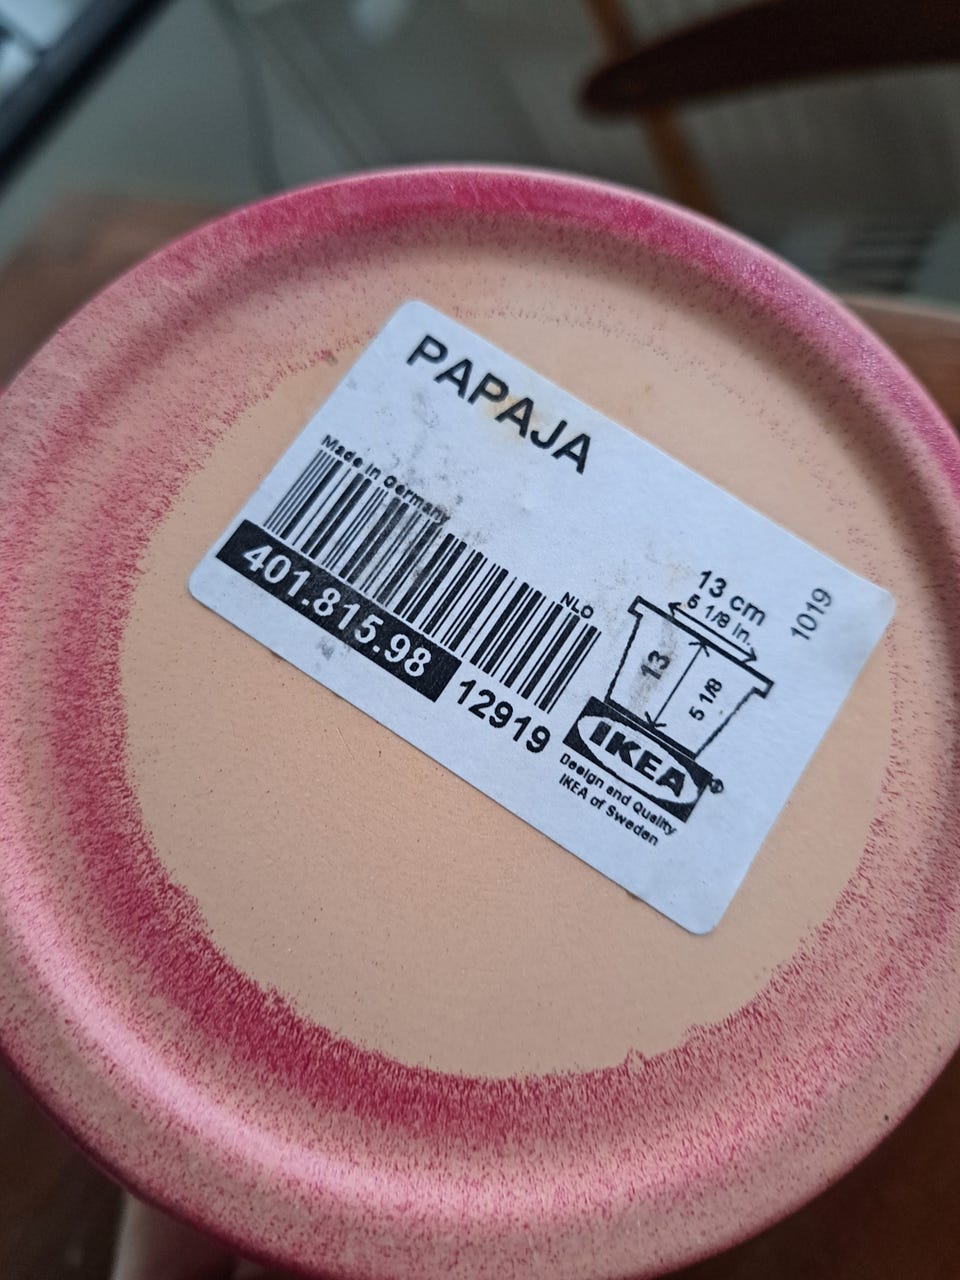 PAPAJA
Made in Germany
NLO
401.815.98
12919
13 cm
5 1/8 in.
1019
13
5 1/8
IKEA®
Design and Quality
IKEA of Sweden